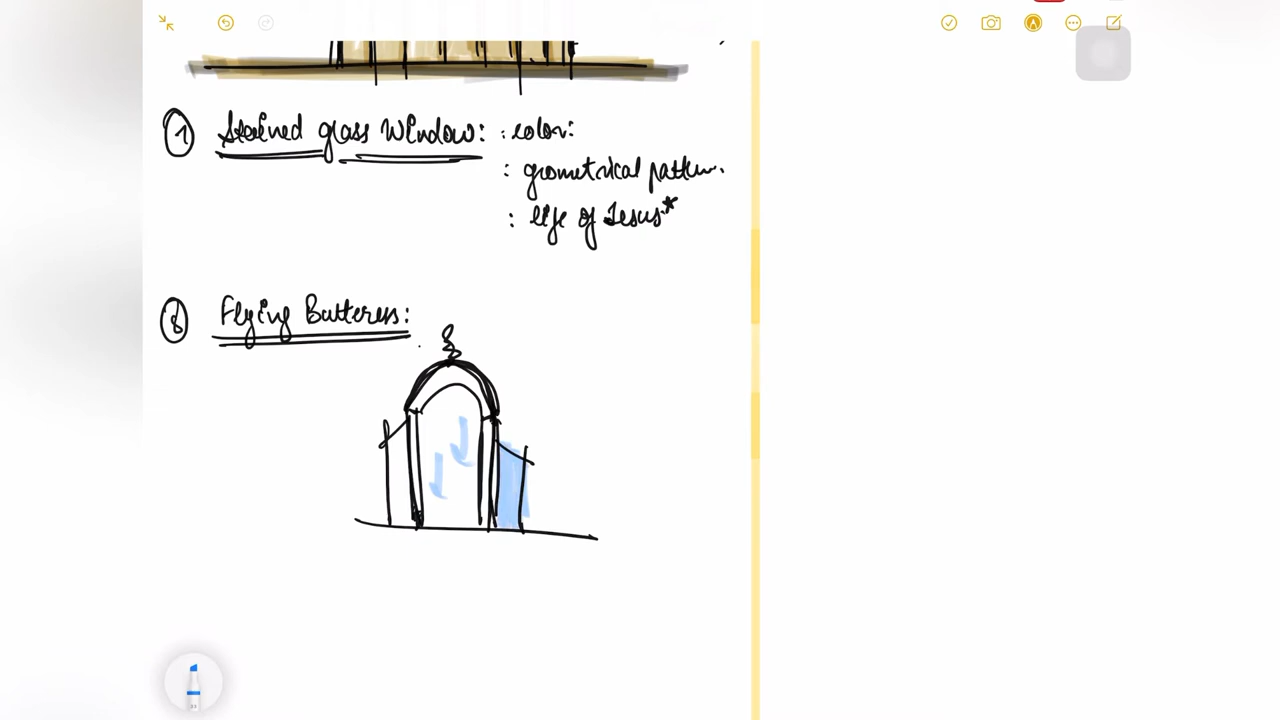 7 Stained glass Window: : color:
: geometrical pattern.
: life of Jesus*
8 Flying Butteress: